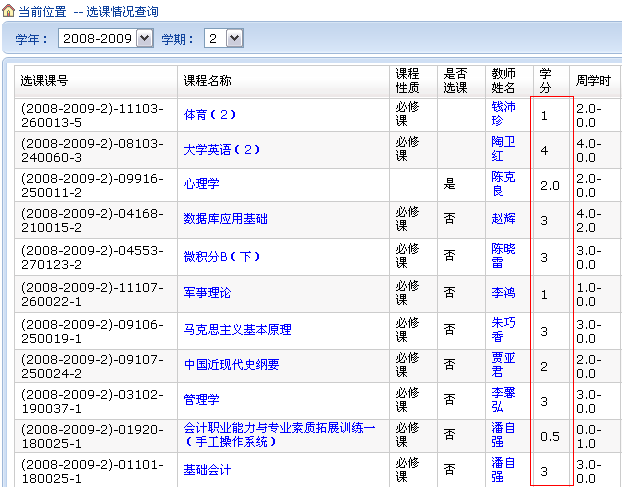 当前位置 -- 选课情况查询
学年： 2008-2009 学期： 2
选课课号 课程名称 课程性质 是否选课 教师姓名 学分 周学时
(2008-2009-2)-11103-260013-5 体育（2） 必修课 钱沛珍 1 2.0-0.0
(2008-2009-2)-08103-240060-3 大学英语（2） 必修课 陶卫红 4 4.0-0.0
(2008-2009-2)-09916-250011-2 心理学 是 陈克良 2.0 2.0-0.0
(2008-2009-2)-04168-210015-2 数据库应用基础 必修课 否 赵辉 3 4.0-2.0
(2008-2009-2)-04553-270123-2 微积分B（下） 必修课 否 陈晓雷 3 3.0-0.0
(2008-2009-2)-11107-260022-1 军事理论 必修课 否 李鸿 1 1.0-0.0
(2008-2009-2)-09106-250019-1 马克思主义基本原理 必修课 否 朱巧香 3 3.0-0.0
(2008-2009-2)-09107-250024-2 中国近现代史纲要 必修课 否 贾亚君 2 2.0-0.0
(2008-2009-2)-03102-190037-1 管理学 必修课 否 李馨弘 3 3.0-0.0
(2008-2009-2)-01920-180025-1 会计职业能力与专业素质拓展训练一（手工操作系统） 必修课 否 潘自强 0.5 0.0-1.0
(2008-2009-2)-01101-180025-1 基础会计 必修课 否 潘自强 3 3.0-0.0